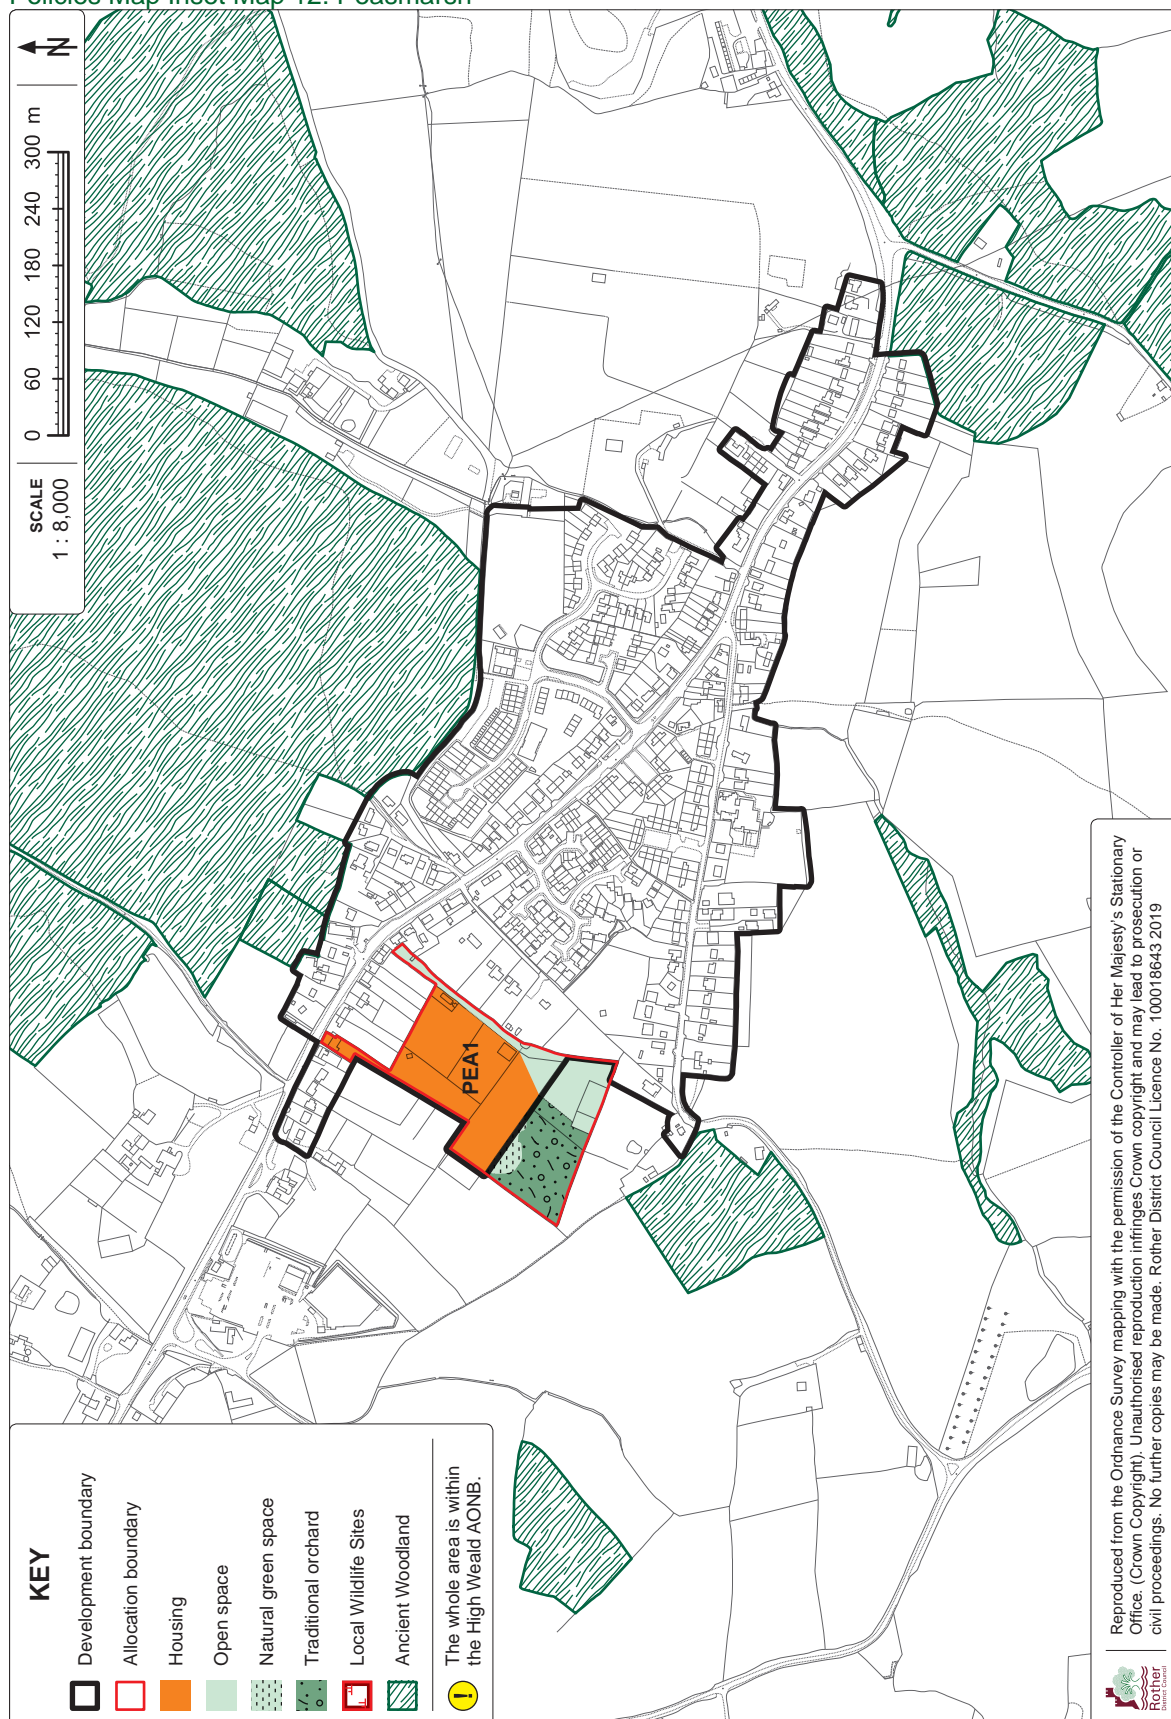 Policies Map Inset Map 12: Peasmarsh
N
SCALE
1 : 8,000
0 60 120 180 240 300 m
PEA1
KEY
Development boundary
Allocation boundary
Housing
Open space
Natural green space
Traditional orchard
Local Wildlife Sites
Ancient Woodland
!
The whole area is within
the High Weald AONB.
Rother
District Council
Reproduced from the Ordnance Survey mapping with the permission of the Controller of Her Majesty's Stationary
Office. (Crown Copyright). Unauthorised reproduction infringes Crown copyright and may lead to prosecution or
civil proceedings. No further copies may be made. Rother District Council Licence No. 100018643 2019